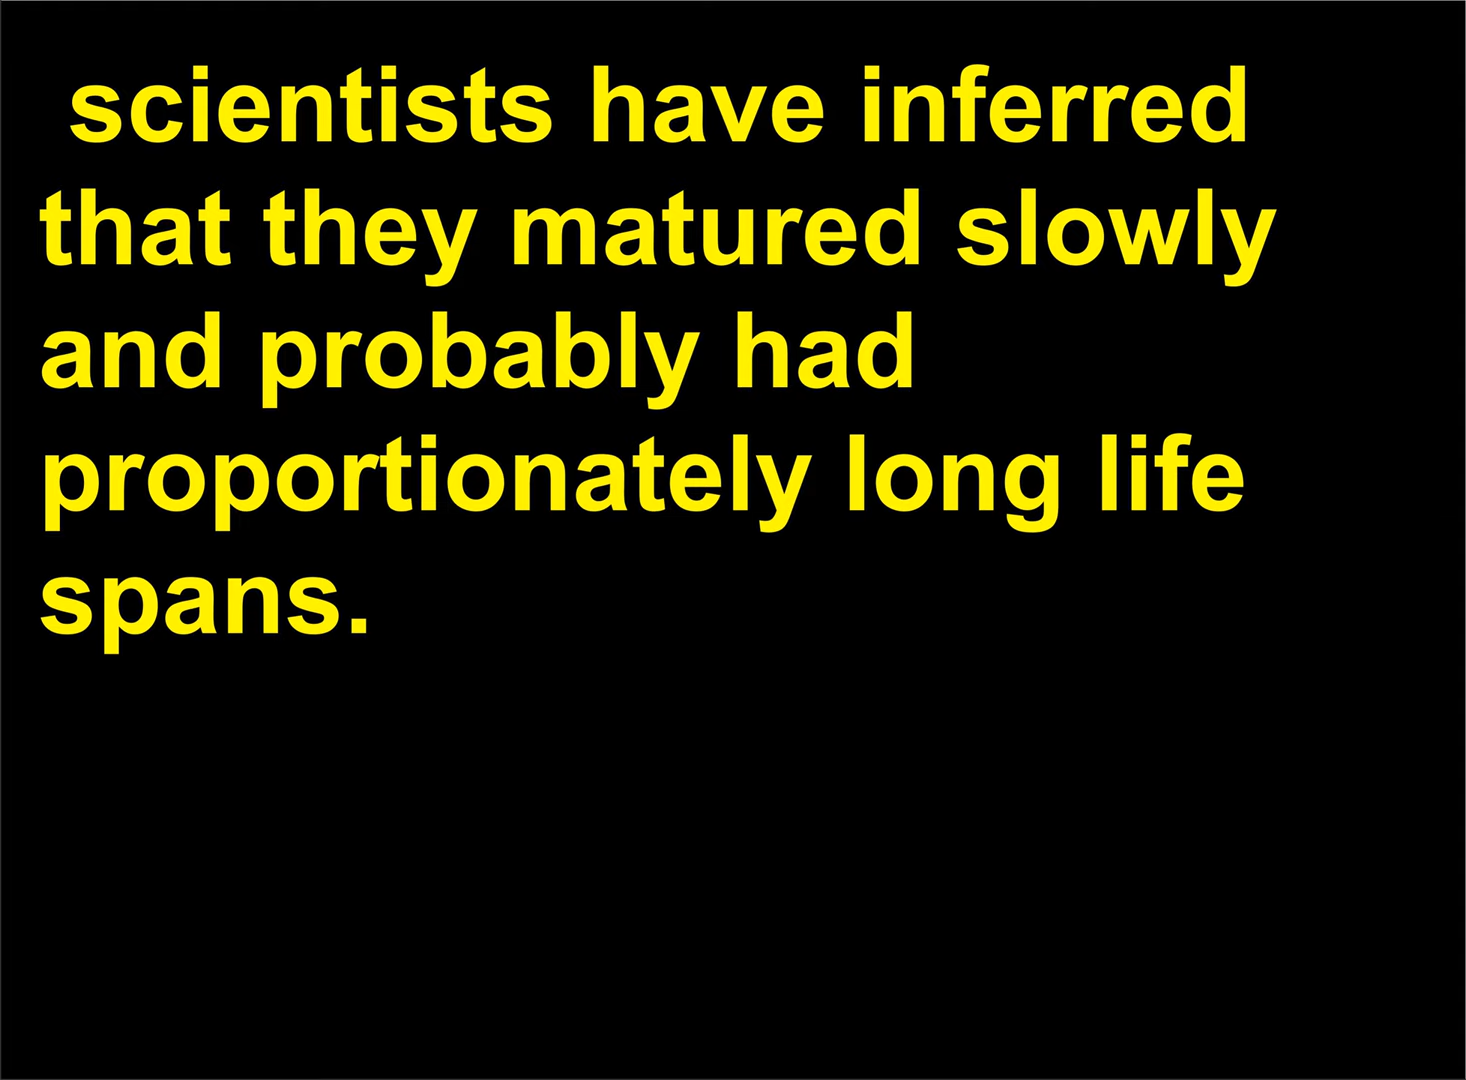 scientists have inferred
that they matured slowly
and probably had
proportionately long life
spans.